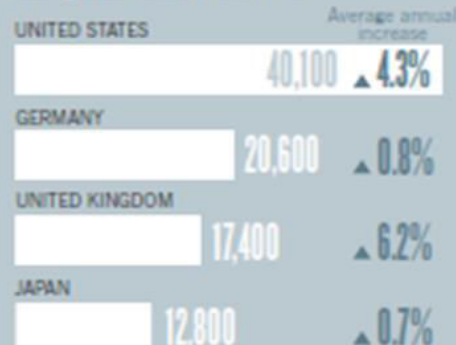 Average annual
increase
UNITED STATES
40,100 ▲ 4.3%
GERMANY
20,600 ▲ 0.8%
UNITED KINGDOM
17,400 ▲ 6.2%
JAPAN
12,800 ▲ 0.7%